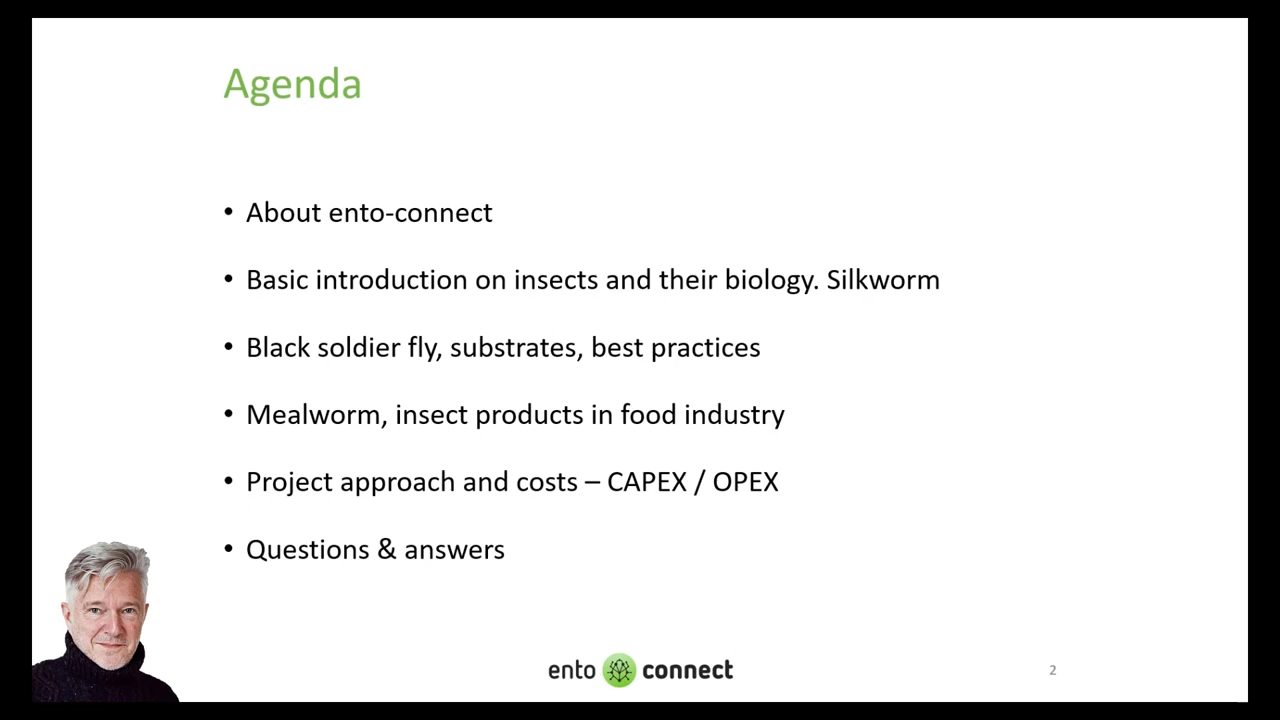 Agenda
• About ento-connect
• Basic introduction on insects and their biology. Silkworm
• Black soldier fly, substrates, best practices
• Mealworm, insect products in food industry
• Project approach and costs – CAPEX / OPEX
• Questions & answers
ento connect
2